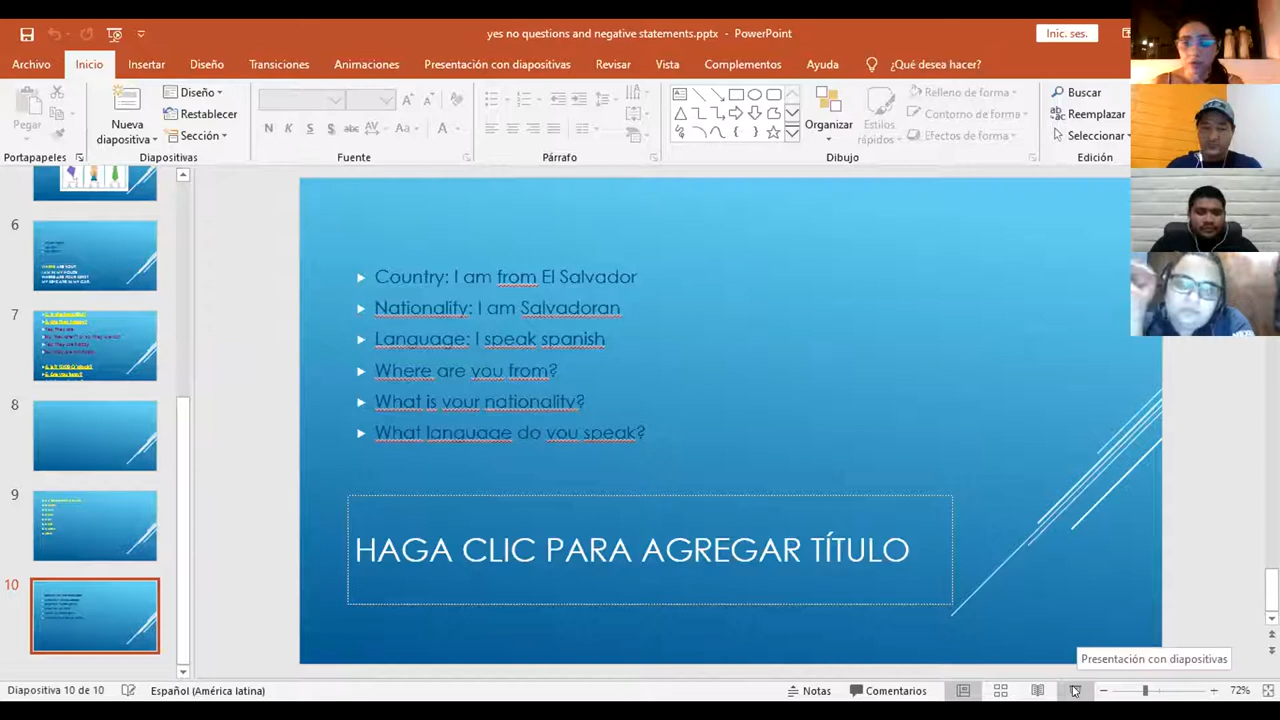 yes no questions and negative statements.pptx - PowerPoint
Inic. ses.
Archivo
Inicio
Insertar
Diseño
Transiciones
Animaciones
Presentación con diapositivas
Revisar
Vista
Complementos
Ayuda
¿Qué desea hacer?
Pegar
Portapapeles
Nueva diapositiva
Diseño
Restablecer
Sección
Diapositivas
N K S abc AV Aa A
Fuente
Párrafo
Organizar
Estilos rápidos
Relleno de forma
Contorno de forma
Efectos de forma
Dibujo
Buscar
Reemplazar
Seleccionar
Edición
6
7
8
9
10
Country: I am from El Salvador
Nationality: I am Salvadoran
Language: I speak spanish
Where are you from?
What is your nationality?
What language do you speak?
HAGA CLIC PARA AGREGAR TÍTULO
Presentación con diapositivas
Diapositiva 10 de 10
Español (América latina)
Notas
Comentarios
72%